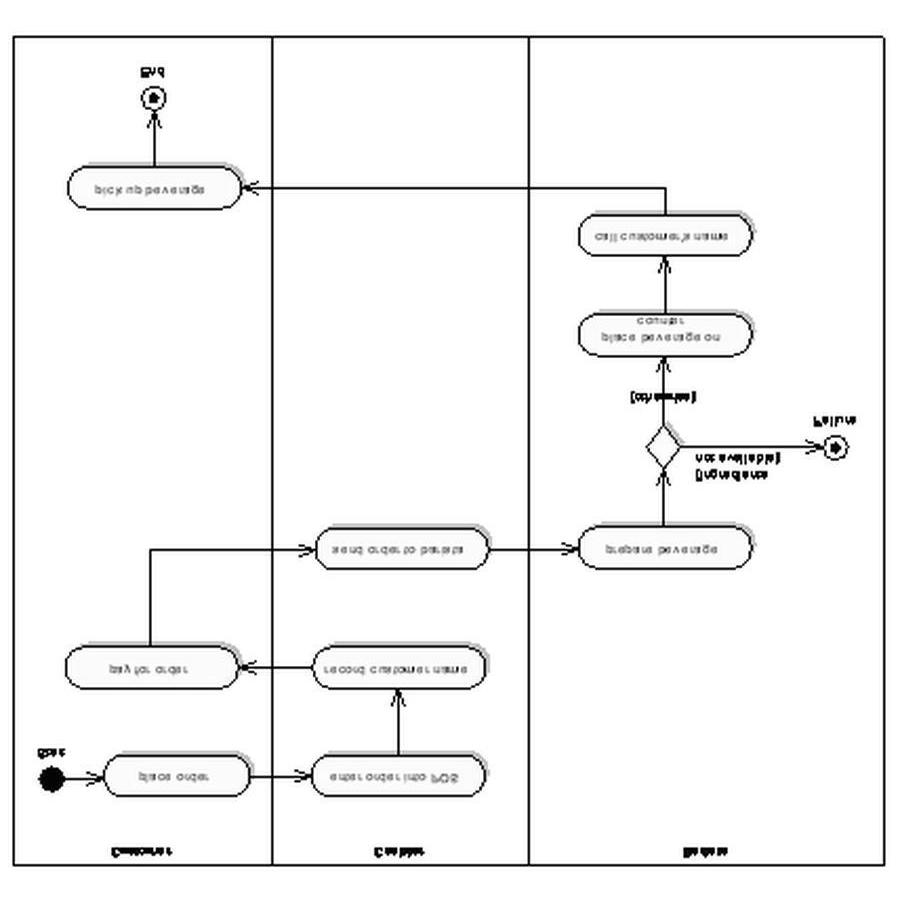 Customer
Cashier
Barista
Start
place order
enter order into POS
pay for order
record customer name
send order to barista
prepare beverage
[ingredients
not available]
Failure
[otherwise]
place beverage on
counter
call customer's name
pick up beverage
End